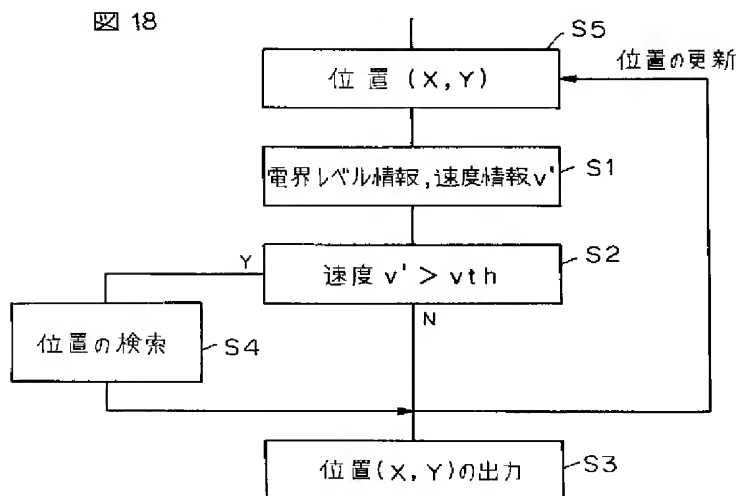 図 18
S5
位置の更新
位置 (X, Y)
電界レベル情報, 速度情報v'
S1
Y
速度 v' > vth
S2
N
位置の検索
S4
位置(X, Y)の出力
S3